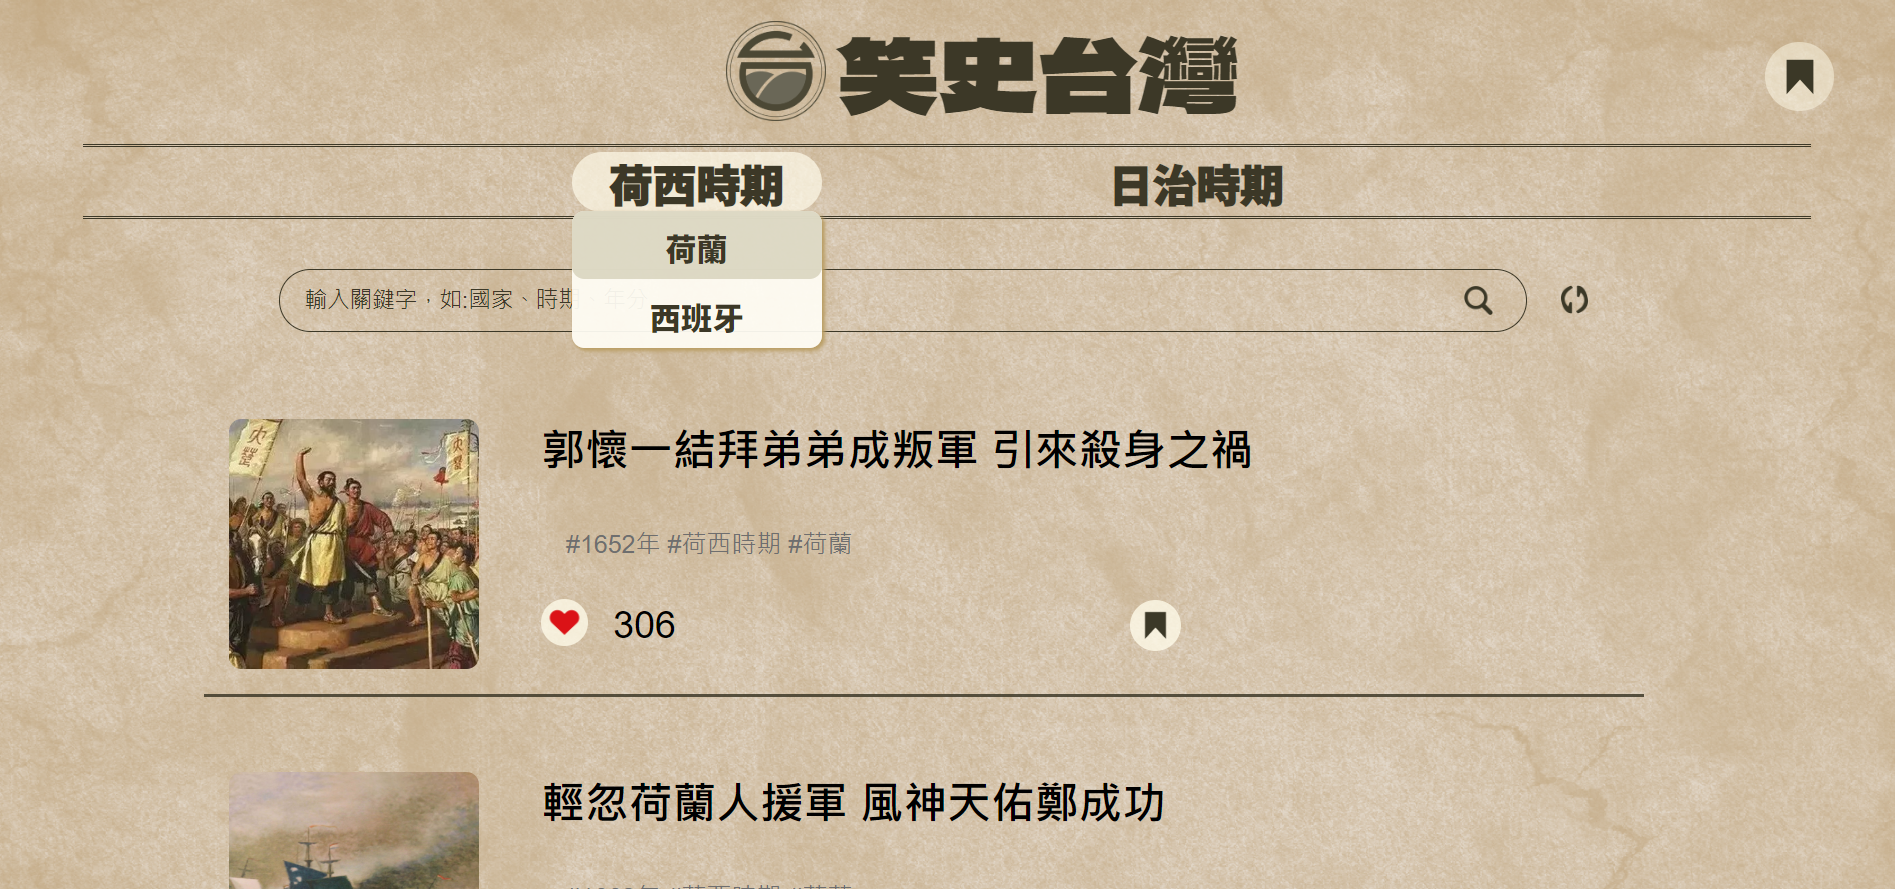 笑史台灣
荷西時期
日治時期
荷蘭
西班牙
輸入關鍵字，如:國家、時期、年分
郭懷一結拜弟弟成叛軍 引來殺身之禍
#1652年 #荷西時期 #荷蘭
306
輕忽荷蘭人援軍 風神天佑鄭成功